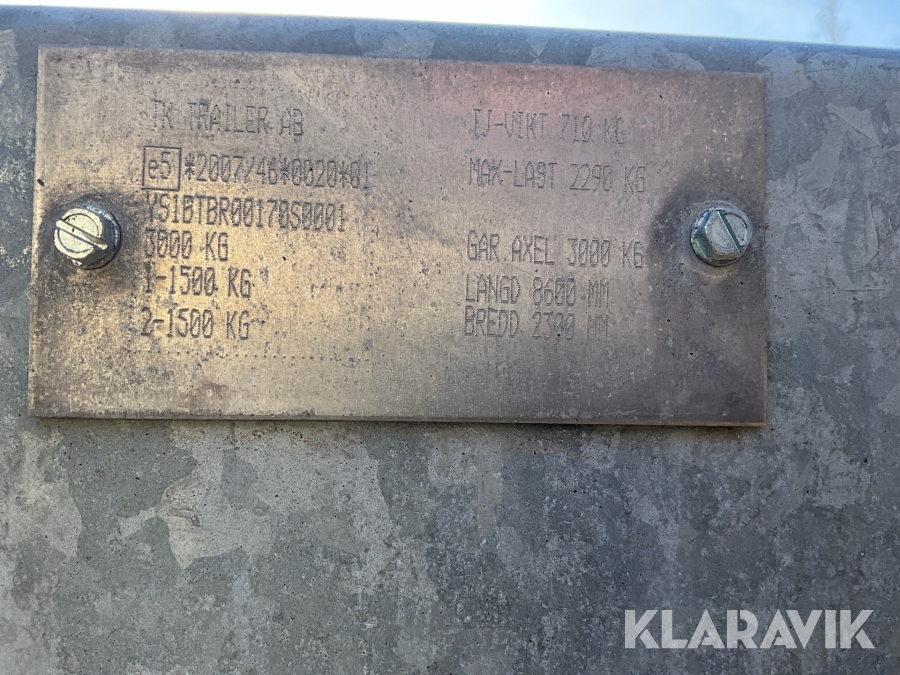 TK TRAILER AB
e5 *2007/46*0020*01
YS1BTBR00170S0001
3000 KG
1-1500 KG
2-1500 KG
TJ-VIKT 710 KG
MAX-LAST 2290 KG
GAR AXEL 3000 KG
LANGD 8600 MM
BREDD 2300 MM
KLARAVIK